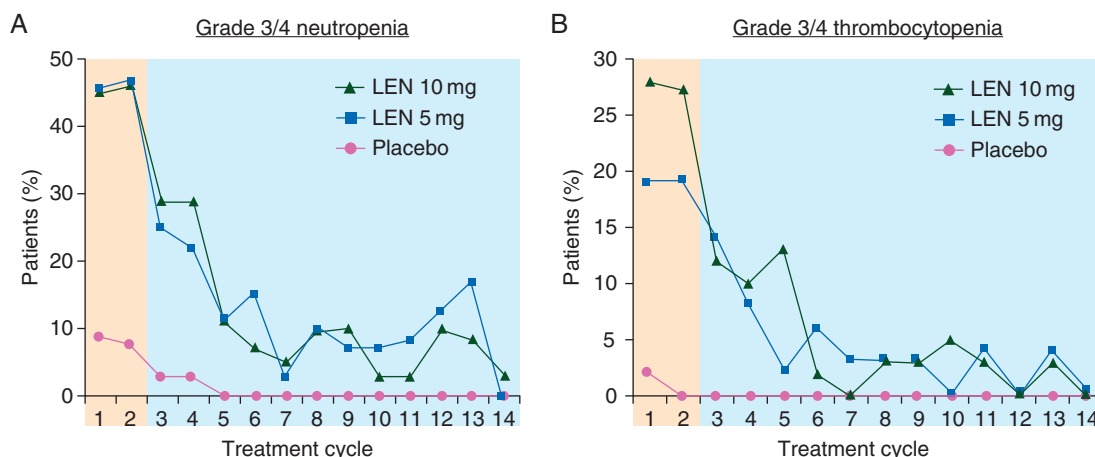 A
Grade 3/4 neutropenia
50
40
30
20
10
0
Patients (%)
LEN 10 mg
LEN 5 mg
Placebo
1 2 3 4 5 6 7 8 9 10 11 12 13 14
Treatment cycle
B
Grade 3/4 thrombocytopenia
30
25
20
15
10
5
0
Patients (%)
LEN 10 mg
LEN 5 mg
Placebo
1 2 3 4 5 6 7 8 9 10 11 12 13 14
Treatment cycle